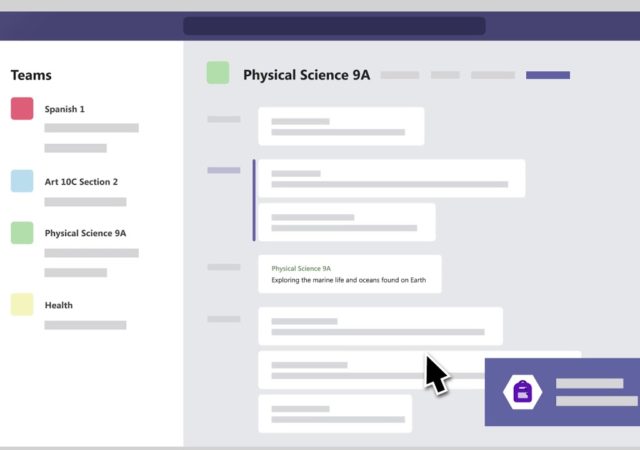 Teams
Spanish 1
Art 10C Section 2
Physical Science 9A
Health
Physical Science 9A
Physical Science 9A
Exploring the marine life and oceans found on Earth